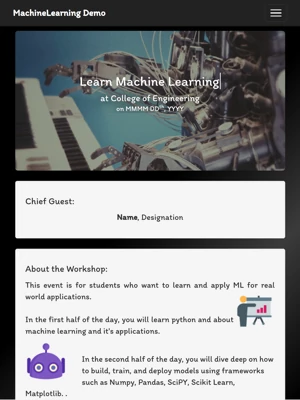 MachineLearning Demo
Learn Machine Learning
at College of Engineering
on MMMM DDth, YYYY
Chief Guest:
Name, Designation
About the Workshop:
This event is for students who want to learn and apply ML for real
world applications.
In the first half of the day, you will learn python and about
machine learning and it's applications.
In the second half of the day, you will dive deep on how
to build, train, and deploy models using frameworks
such as Numpy, Pandas, SciPY, Scikit Learn,
Matplotlib. .